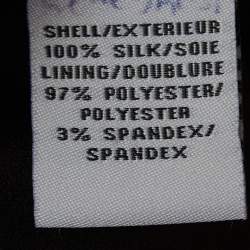 SHELL/EXTERIEUR
100% SILK/SOIE
LINING/DOUBLURE
97% POLYESTER/
POLYESTER
3% SPANDEX/
SPANDEX